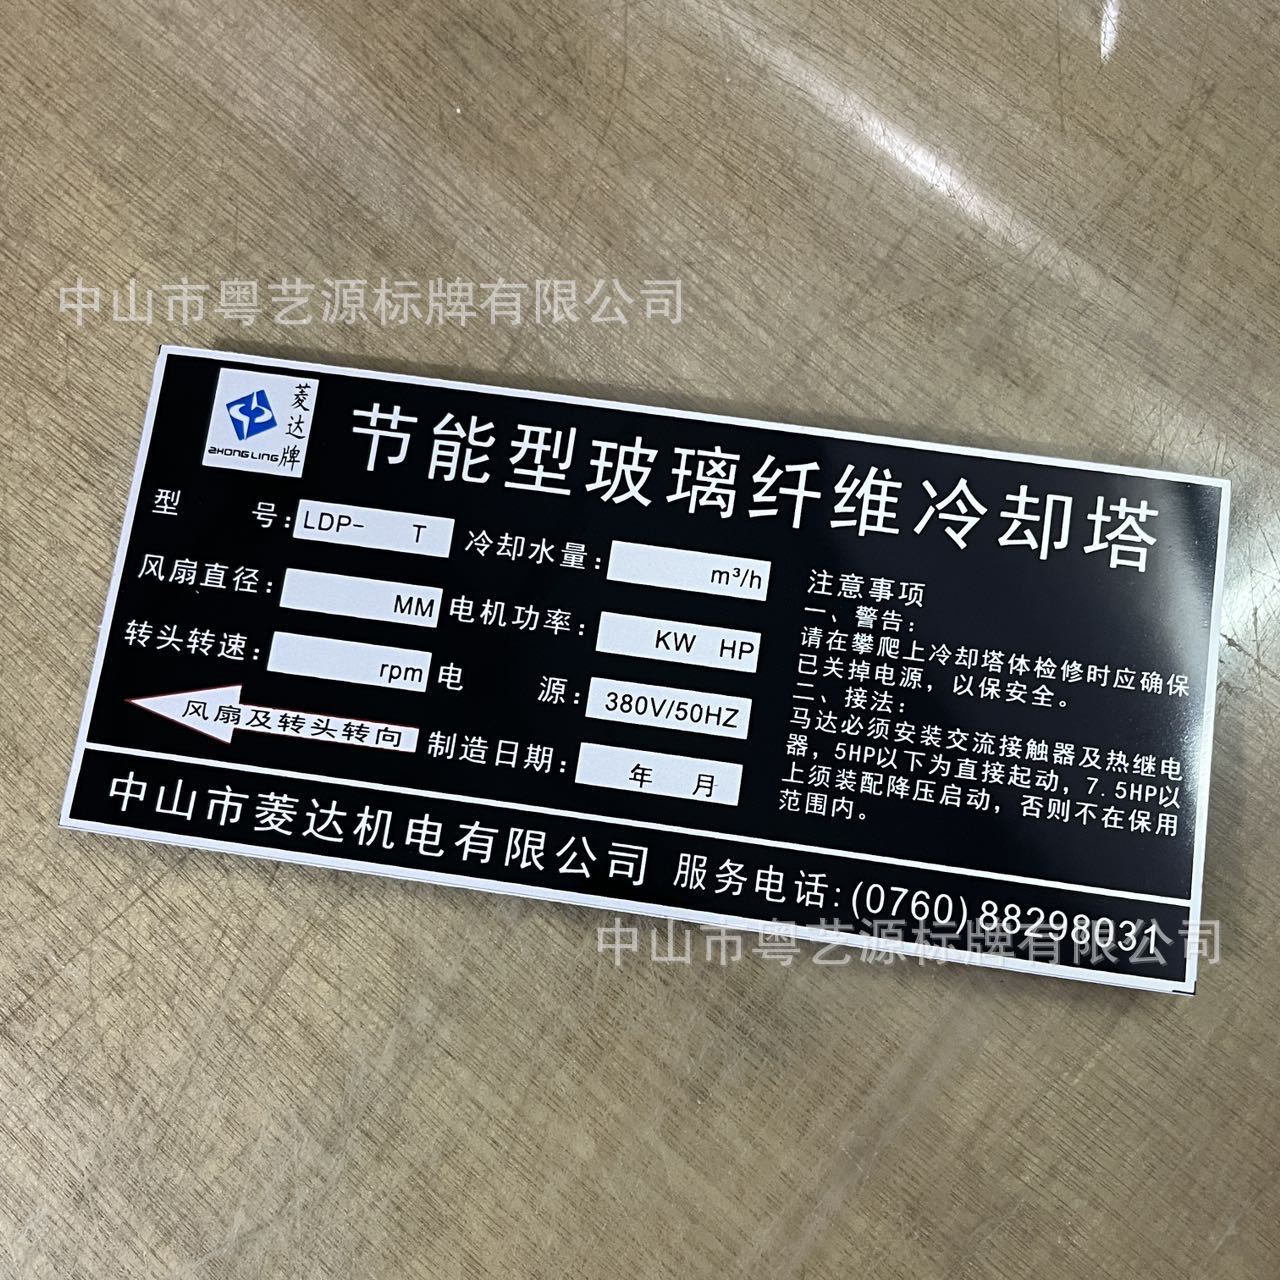 中山市粤艺源标牌有限公司
菱达牌
ZHONG LING
节能型玻璃纤维冷却塔
型 号: LDP- T 冷却水量: m³/h
风扇直径: MM 电机功率: KW HP
转头转速: rpm 电 源: 380V/50HZ
风扇及转头转向 制造日期: 年 月
注意事项
一、警告:
请在攀爬上冷却塔体检修时应确保
已关掉电源,以保安全。
二、接法:
马达必须安装交流接触器及热继电
器,5HP以下为直接起动,7.5HP以
上须装配降压启动,否则不在保用
范围内。
中山市菱达机电有限公司 服务电话:(0760)88298031
中山市粤艺源标牌有限公司